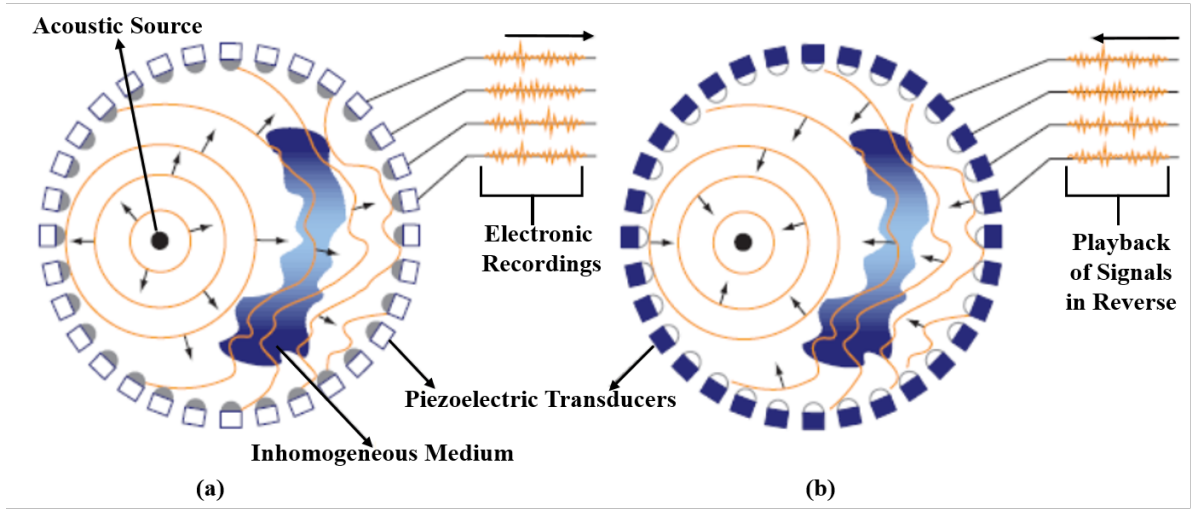 Acoustic Source
Electronic
Recordings
Playback
of Signals
in Reverse
Piezoelectric Transducers
Inhomogeneous Medium
(a)
(b)